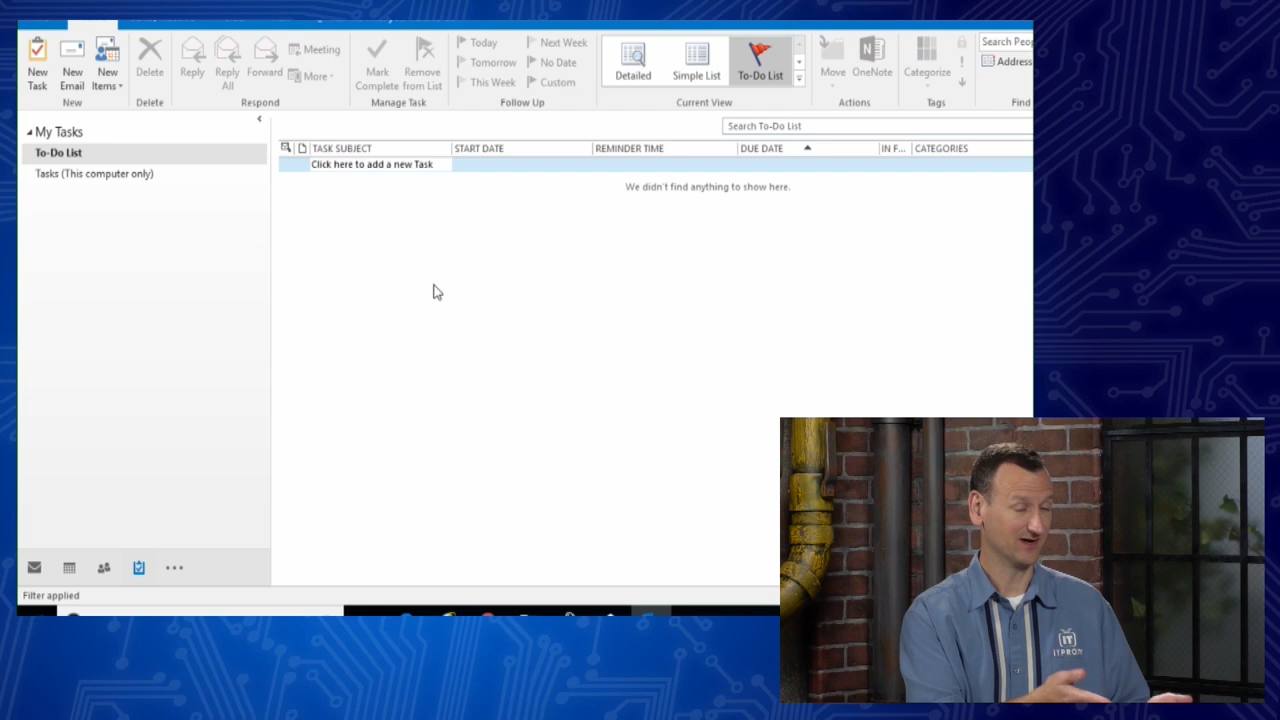 New Task
New Email
New Items
New
Delete
Delete
Reply
Reply All
Forward
Meeting
More
Respond
Mark Complete
Remove from List
Manage Task
Today
Tomorrow
This Week
Next Week
No Date
Custom
Follow Up
Detailed
Simple List
To-Do List
Current View
Move
OneNote
Actions
Categorize
Tags
Search Peop
Address
Find
My Tasks
To-Do List
Tasks (This computer only)
Search To-Do List
TASK SUBJECT START DATE REMINDER TIME DUE DATE IN F... CATEGORIES
Click here to add a new Task
We didn't find anything to show here.
Filter applied
IT
ITPROTV